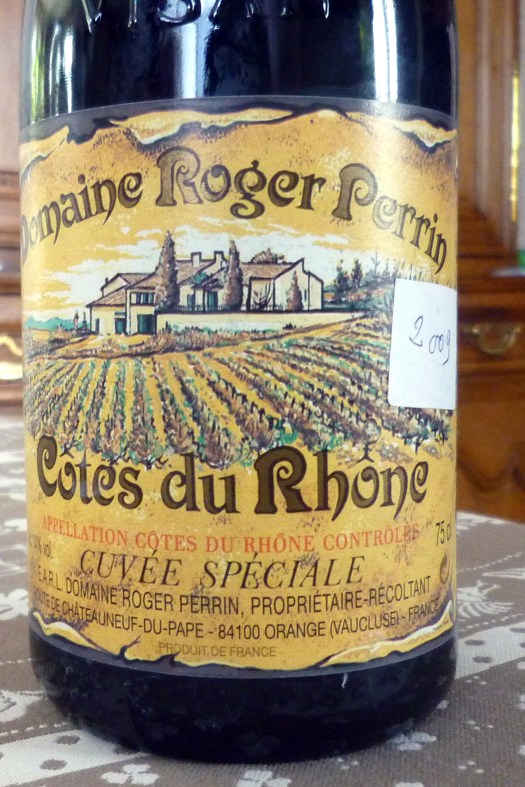 Domaine Roger Perrin
2009
Côtes du Rhône
APPELLATION CÔTES DU RHÔNE CONTRÔLÉE
75 cl
% vol.
CUVÉE SPÉCIALE
E.A.R.L. DOMAINE ROGER PERRIN, PROPRIÉTAIRE-RÉCOLTANT
DE CHÂTEAUNEUF-DU-PAPE - 84100 ORANGE (VAUCLUSE) - FRANCE
PRODUIT DE FRANCE